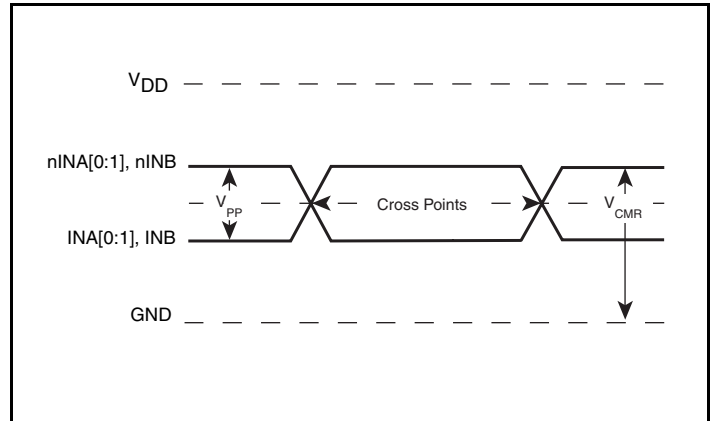 VDD
nINA[0:1], nINB
VPP
Cross Points
VCMR
INA[0:1], INB
GND